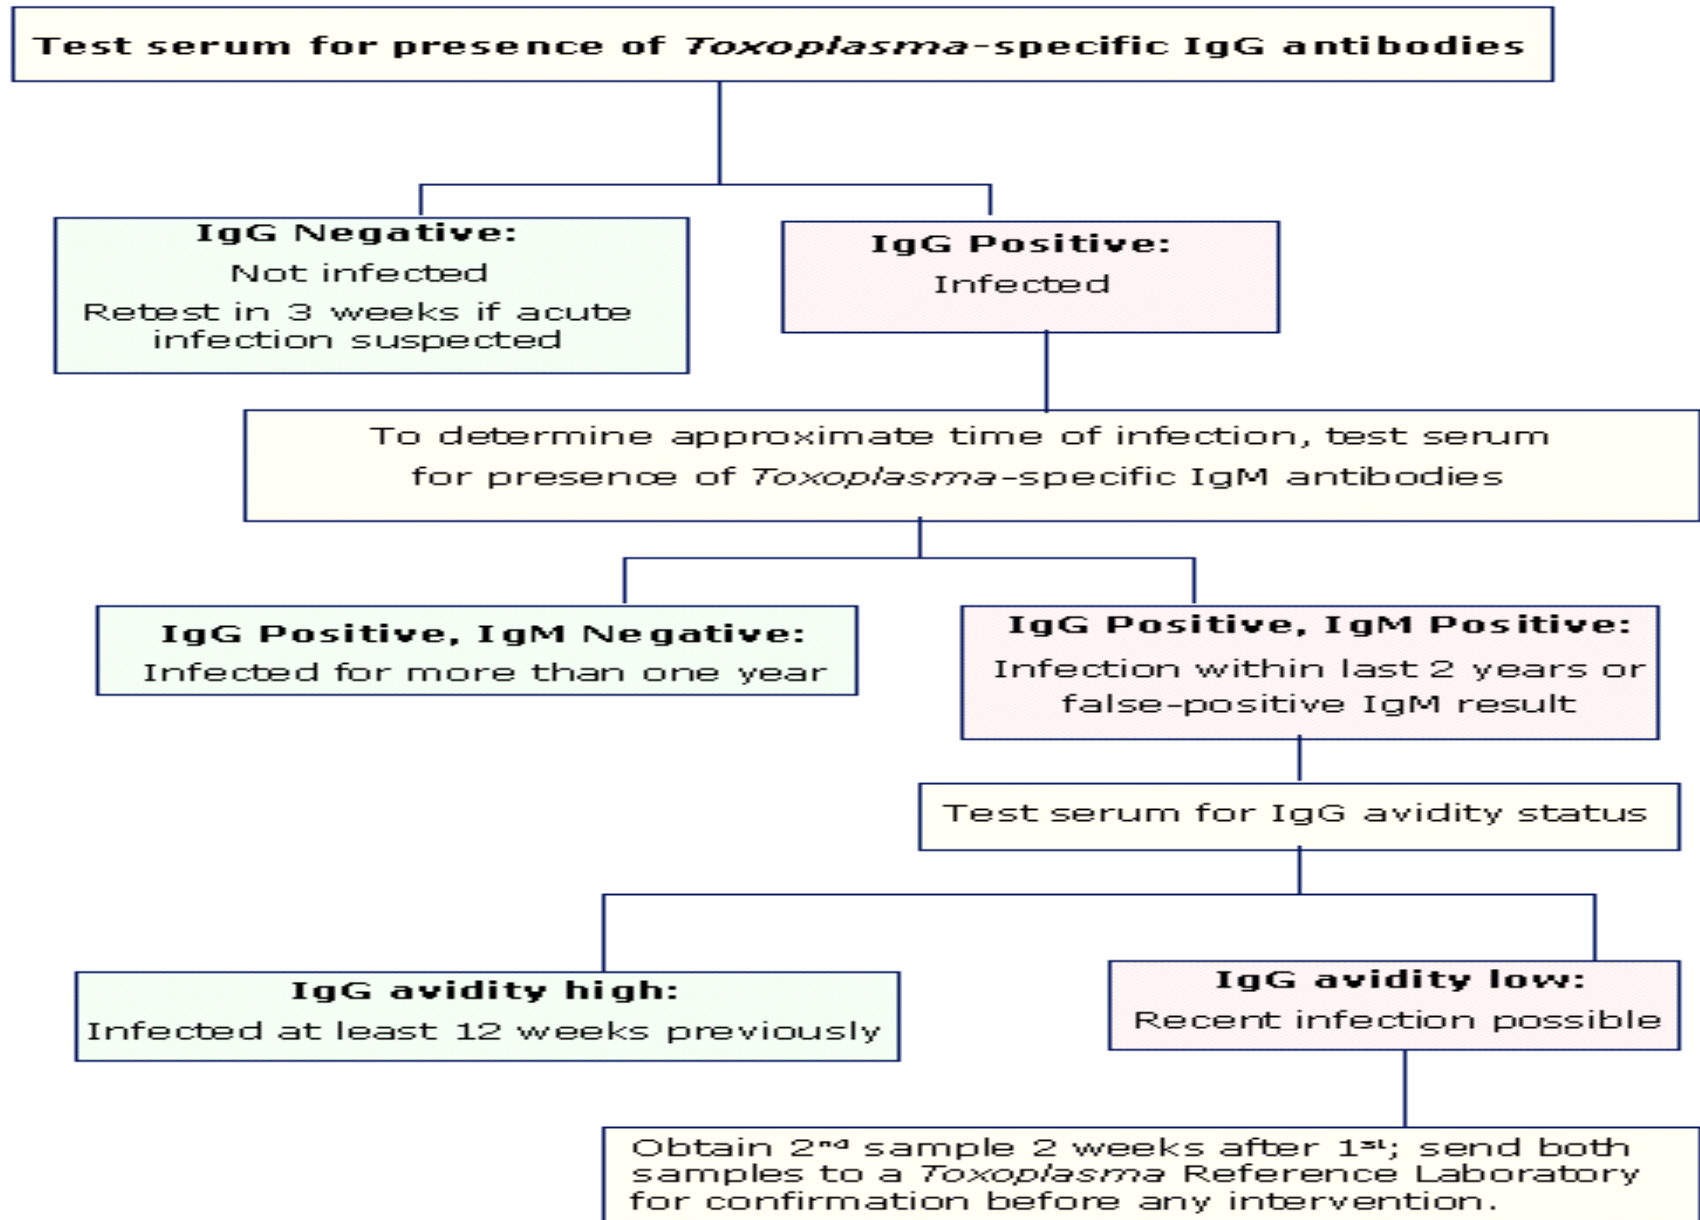 Test serum for presence of Toxoplasma-specific IgG antibodies
IgG Negative:
Not infected
Retest in 3 weeks if acute
infection suspected
IgG Positive:
Infected
To determine approximate time of infection, test serum
for presence of Toxoplasma-specific IgM antibodies
IgG Positive, IgM Negative:
Infected for more than one year
IgG Positive, IgM Positive:
Infection within last 2 years or
false-positive IgM result
Test serum for IgG avidity status
IgG avidity high:
Infected at least 12 weeks previously
IgG avidity low:
Recent infection possible
Obtain 2nd sample 2 weeks after 1st; send both
samples to a Toxoplasma Reference Laboratory
for confirmation before any intervention.